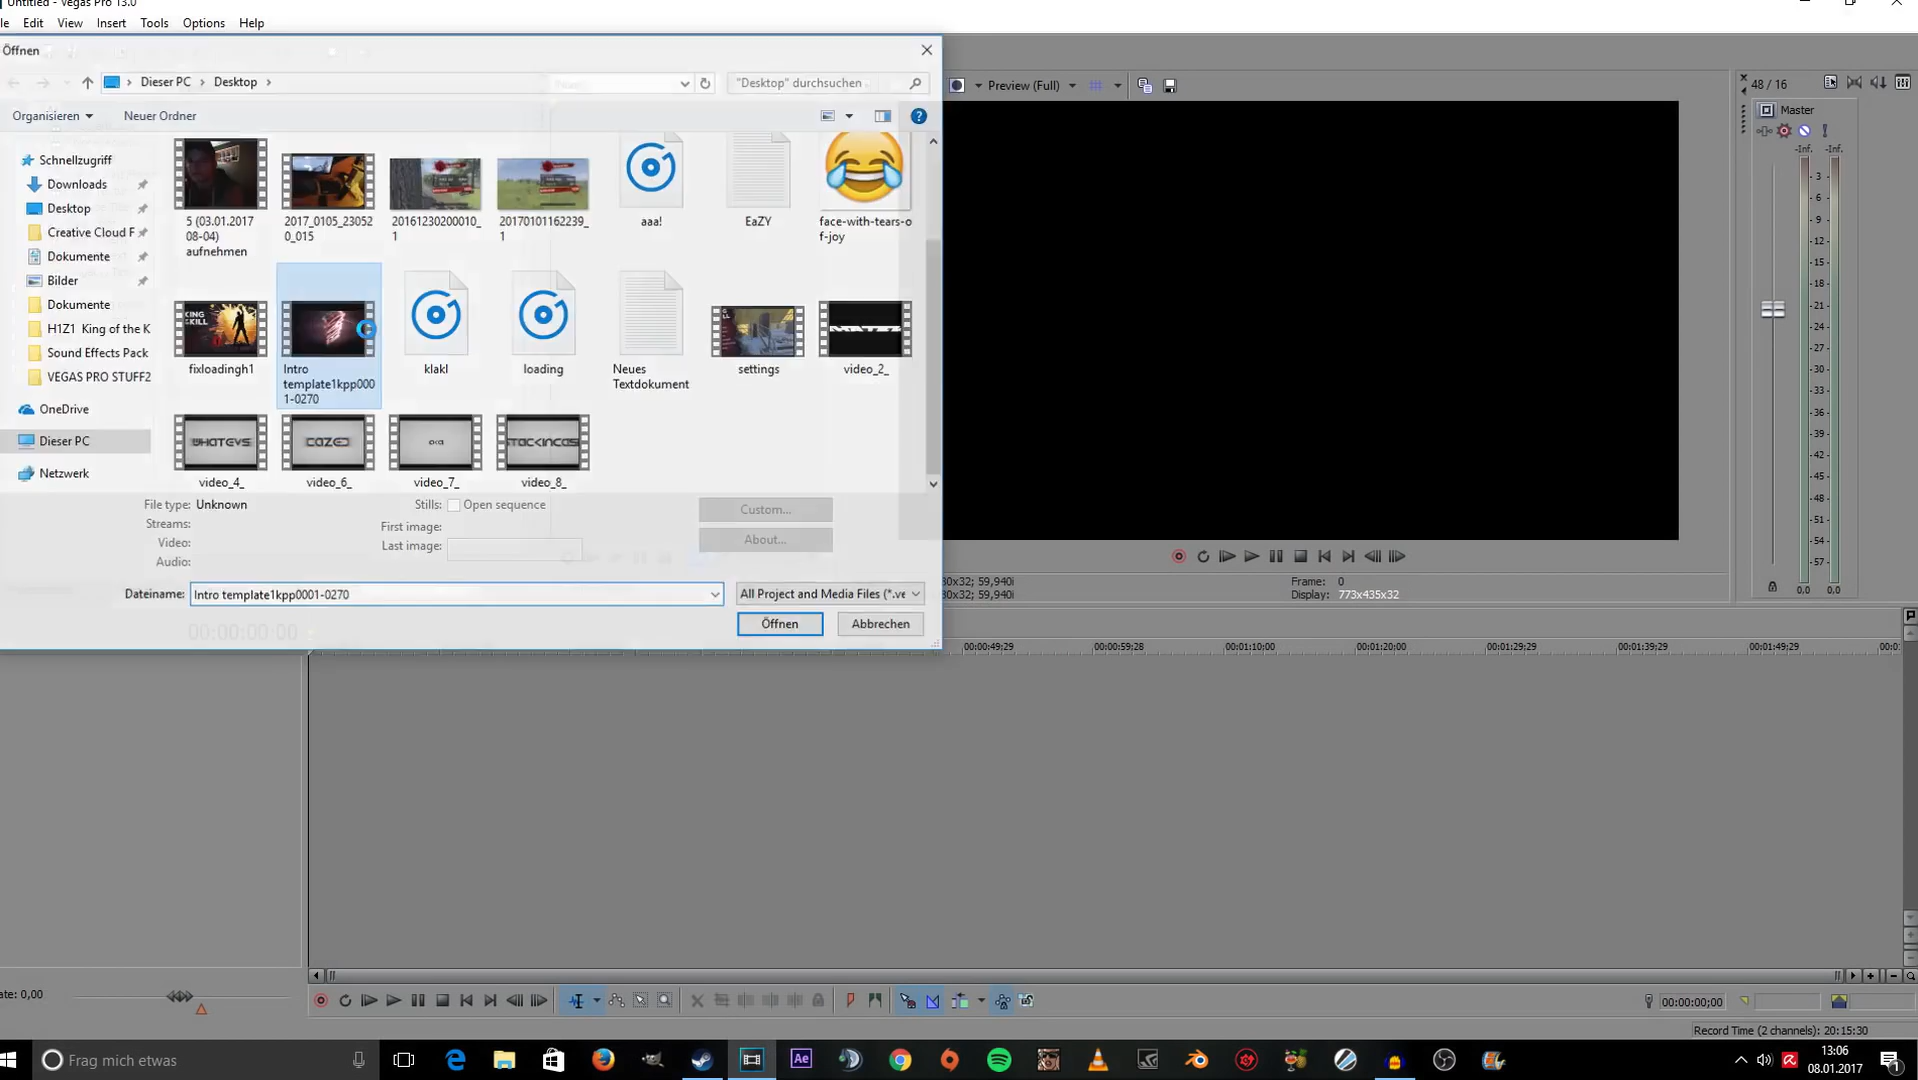 Untitled - Vegas Pro 13.0
le Edit View Insert Tools Options Help
Öffnen
Dieser PC Desktop
"Desktop" durchsuchen
Preview (Full)
48 / 16
Organisieren Neuer Ordner
Master
-Inf. -Inf.
Schnellzugriff
Downloads
Desktop
Creative Cloud F
Dokumente
Bilder
Dokumente
H1Z1 King of the K
Sound Effects Pack
VEGAS PRO STUFF2
OneDrive
Dieser PC
Netzwerk
5 (03.01.2017
08-04)
aufnehmen
2017_0105_23052
0_015
20161230200010_
1
20170101162239_
1
aaa!
EaZY
face-with-tears-o
f-joy
fixloadingh1
Intro
template1kpp000
1-0270
klakl
loading
Neues
Textdokument
settings
video_2_
WHATEVS
CAZED
video_4_
video_6_
video_7_
video_8_
3
6
9
12
15
18
21
24
27
30
33
36
39
42
45
48
51
54
57
0,0 0,0
File type: Unknown
Streams:
Video:
Audio:
Stills: Open sequence
First image:
Last image:
Custom...
About...
Dateiname: Intro template1kpp0001-0270
All Project and Media Files (*.ve
Öffnen Abbrechen
00:00:00;00
30x32; 59,940i
30x32; 59,940i
Frame: 0
Display: 773x435x32
00:00:49;29 00:00:59;28 00:01:10;00 00:01:20;00 00:01:29;29 00:01:39;29 00:01:49;29 00:0
ate: 0,00
00:00:00;00
Record Time (2 channels): 20:15:30
Frag mich etwas
Ae
13:06
08.01.2017
1